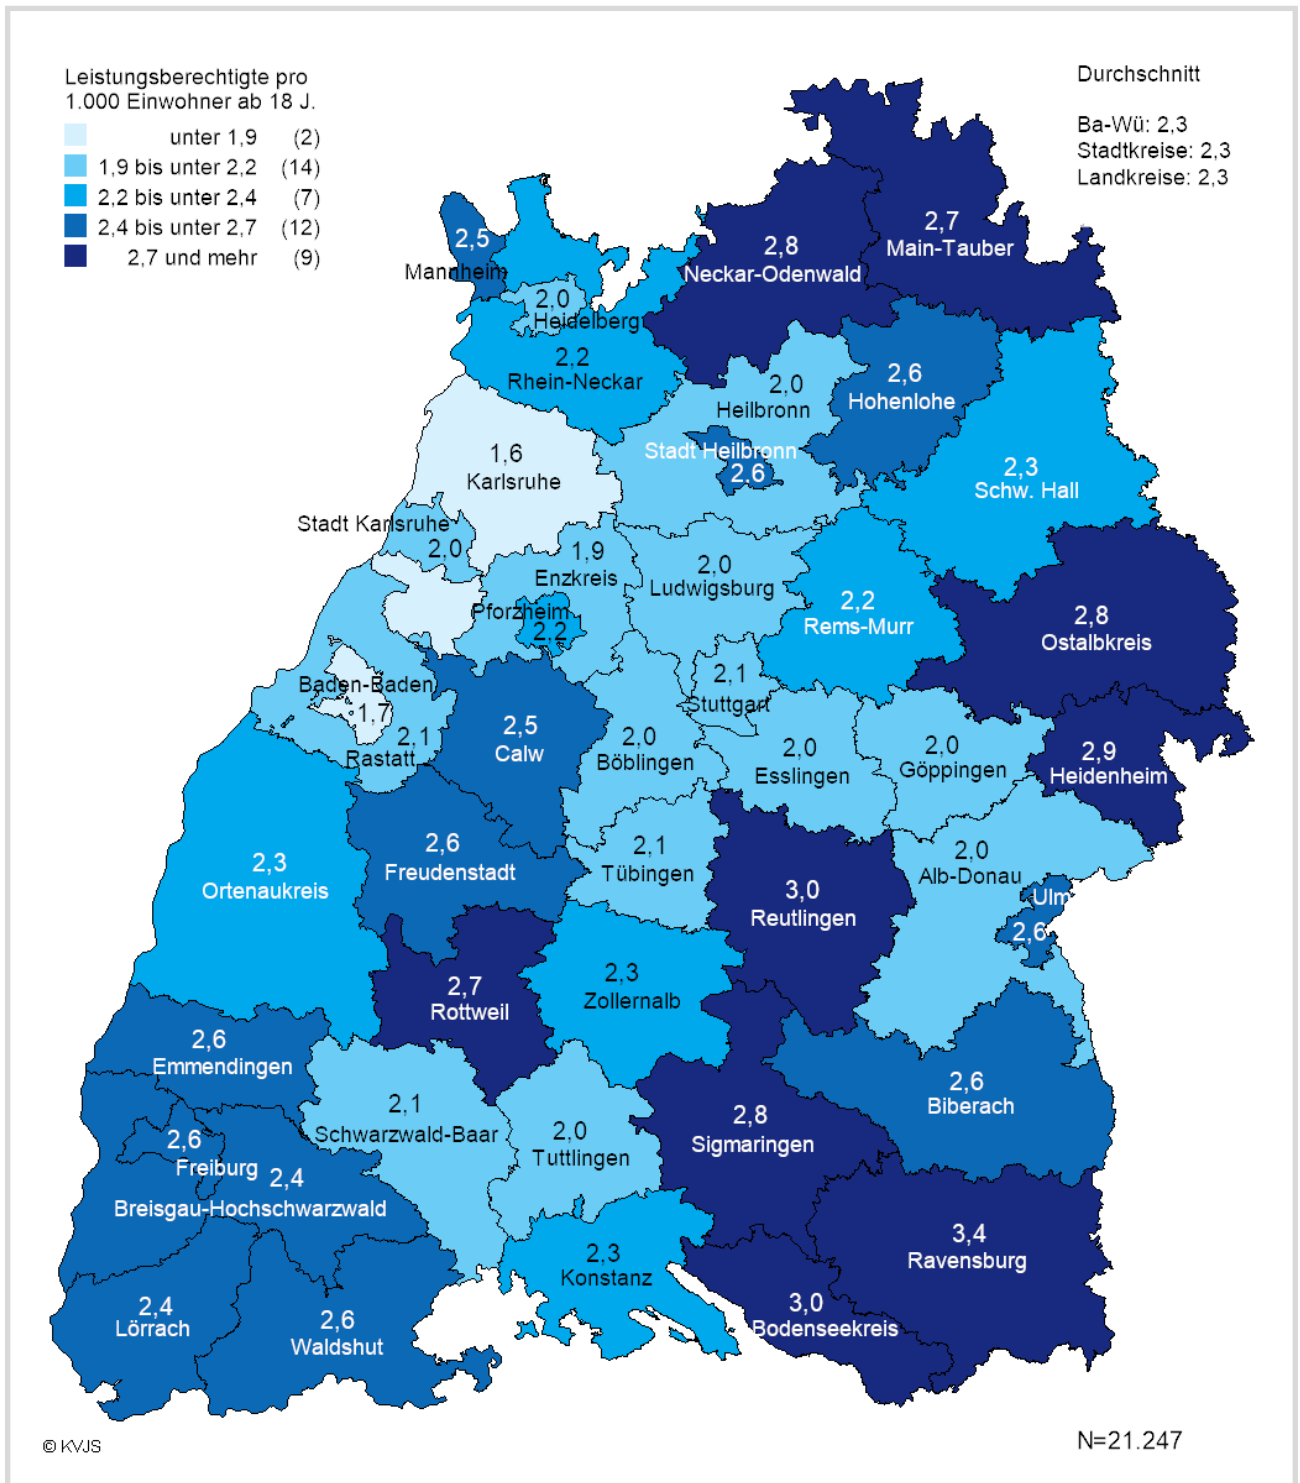 Leistungsberechtigte pro
1.000 Einwohner ab 18 J.
unter 1,9 (2)
1,9 bis unter 2,2 (14)
2,2 bis unter 2,4 (7)
2,4 bis unter 2,7 (12)
2,7 und mehr (9)
Durchschnitt
Ba-Wü: 2,3
Stadtkreise: 2,3
Landkreise: 2,3
2,7
Main-Tauber
2,8
Neckar-Odenwald
2,5
Mannheim
2,0
Heidelberg
2,2
Rhein-Neckar
2,0
Heilbronn
2,6
Hohenlohe
Stadt Heilbronn
2,6
1,6
Karlsruhe
2,3
Schw. Hall
Stadt Karlsruhe
2,0
1,9
Enzkreis
2,0
Ludwigsburg
2,2
Rems-Murr
Pforzheim
2,2
2,8
Ostalbkreis
Baden-Baden
1,7
2,1
Stuttgart
2,1
Rastatt
2,5
Calw
2,0
Böblingen
2,0
Esslingen
2,0
Göppingen
2,9
Heidenheim
2,3
Ortenaukreis
2,6
Freudenstadt
2,1
Tübingen
3,0
Reutlingen
2,0
Alb-Donau
Ulm
2,6
2,7
Rottweil
2,3
Zollernalb
2,6
Emmendingen
2,6
Biberach
2,1
Schwarzwald-Baar
2,0
Tuttlingen
2,8
Sigmaringen
2,6
Freiburg
2,4
Breisgau-Hochschwarzwald
2,3
Konstanz
3,4
Ravensburg
2,4
Lörrach
2,6
Waldshut
3,0
Bodenseekreis
© KVJS
N=21.247